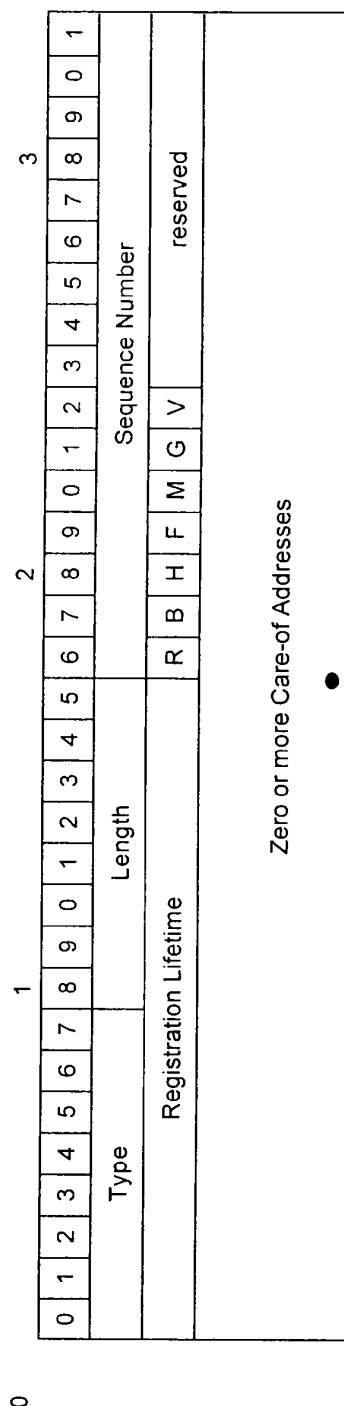 0 1 2 3
0 1 2 3 4 5 6 7 8 9 0 1 2 3 4 5 6 7 8 9 0 1 2 3 4 5 6 7 8 9 0 1
Type Length Sequence Number
Registration Lifetime R B H F M G V reserved
Zero or more Care-of Addresses